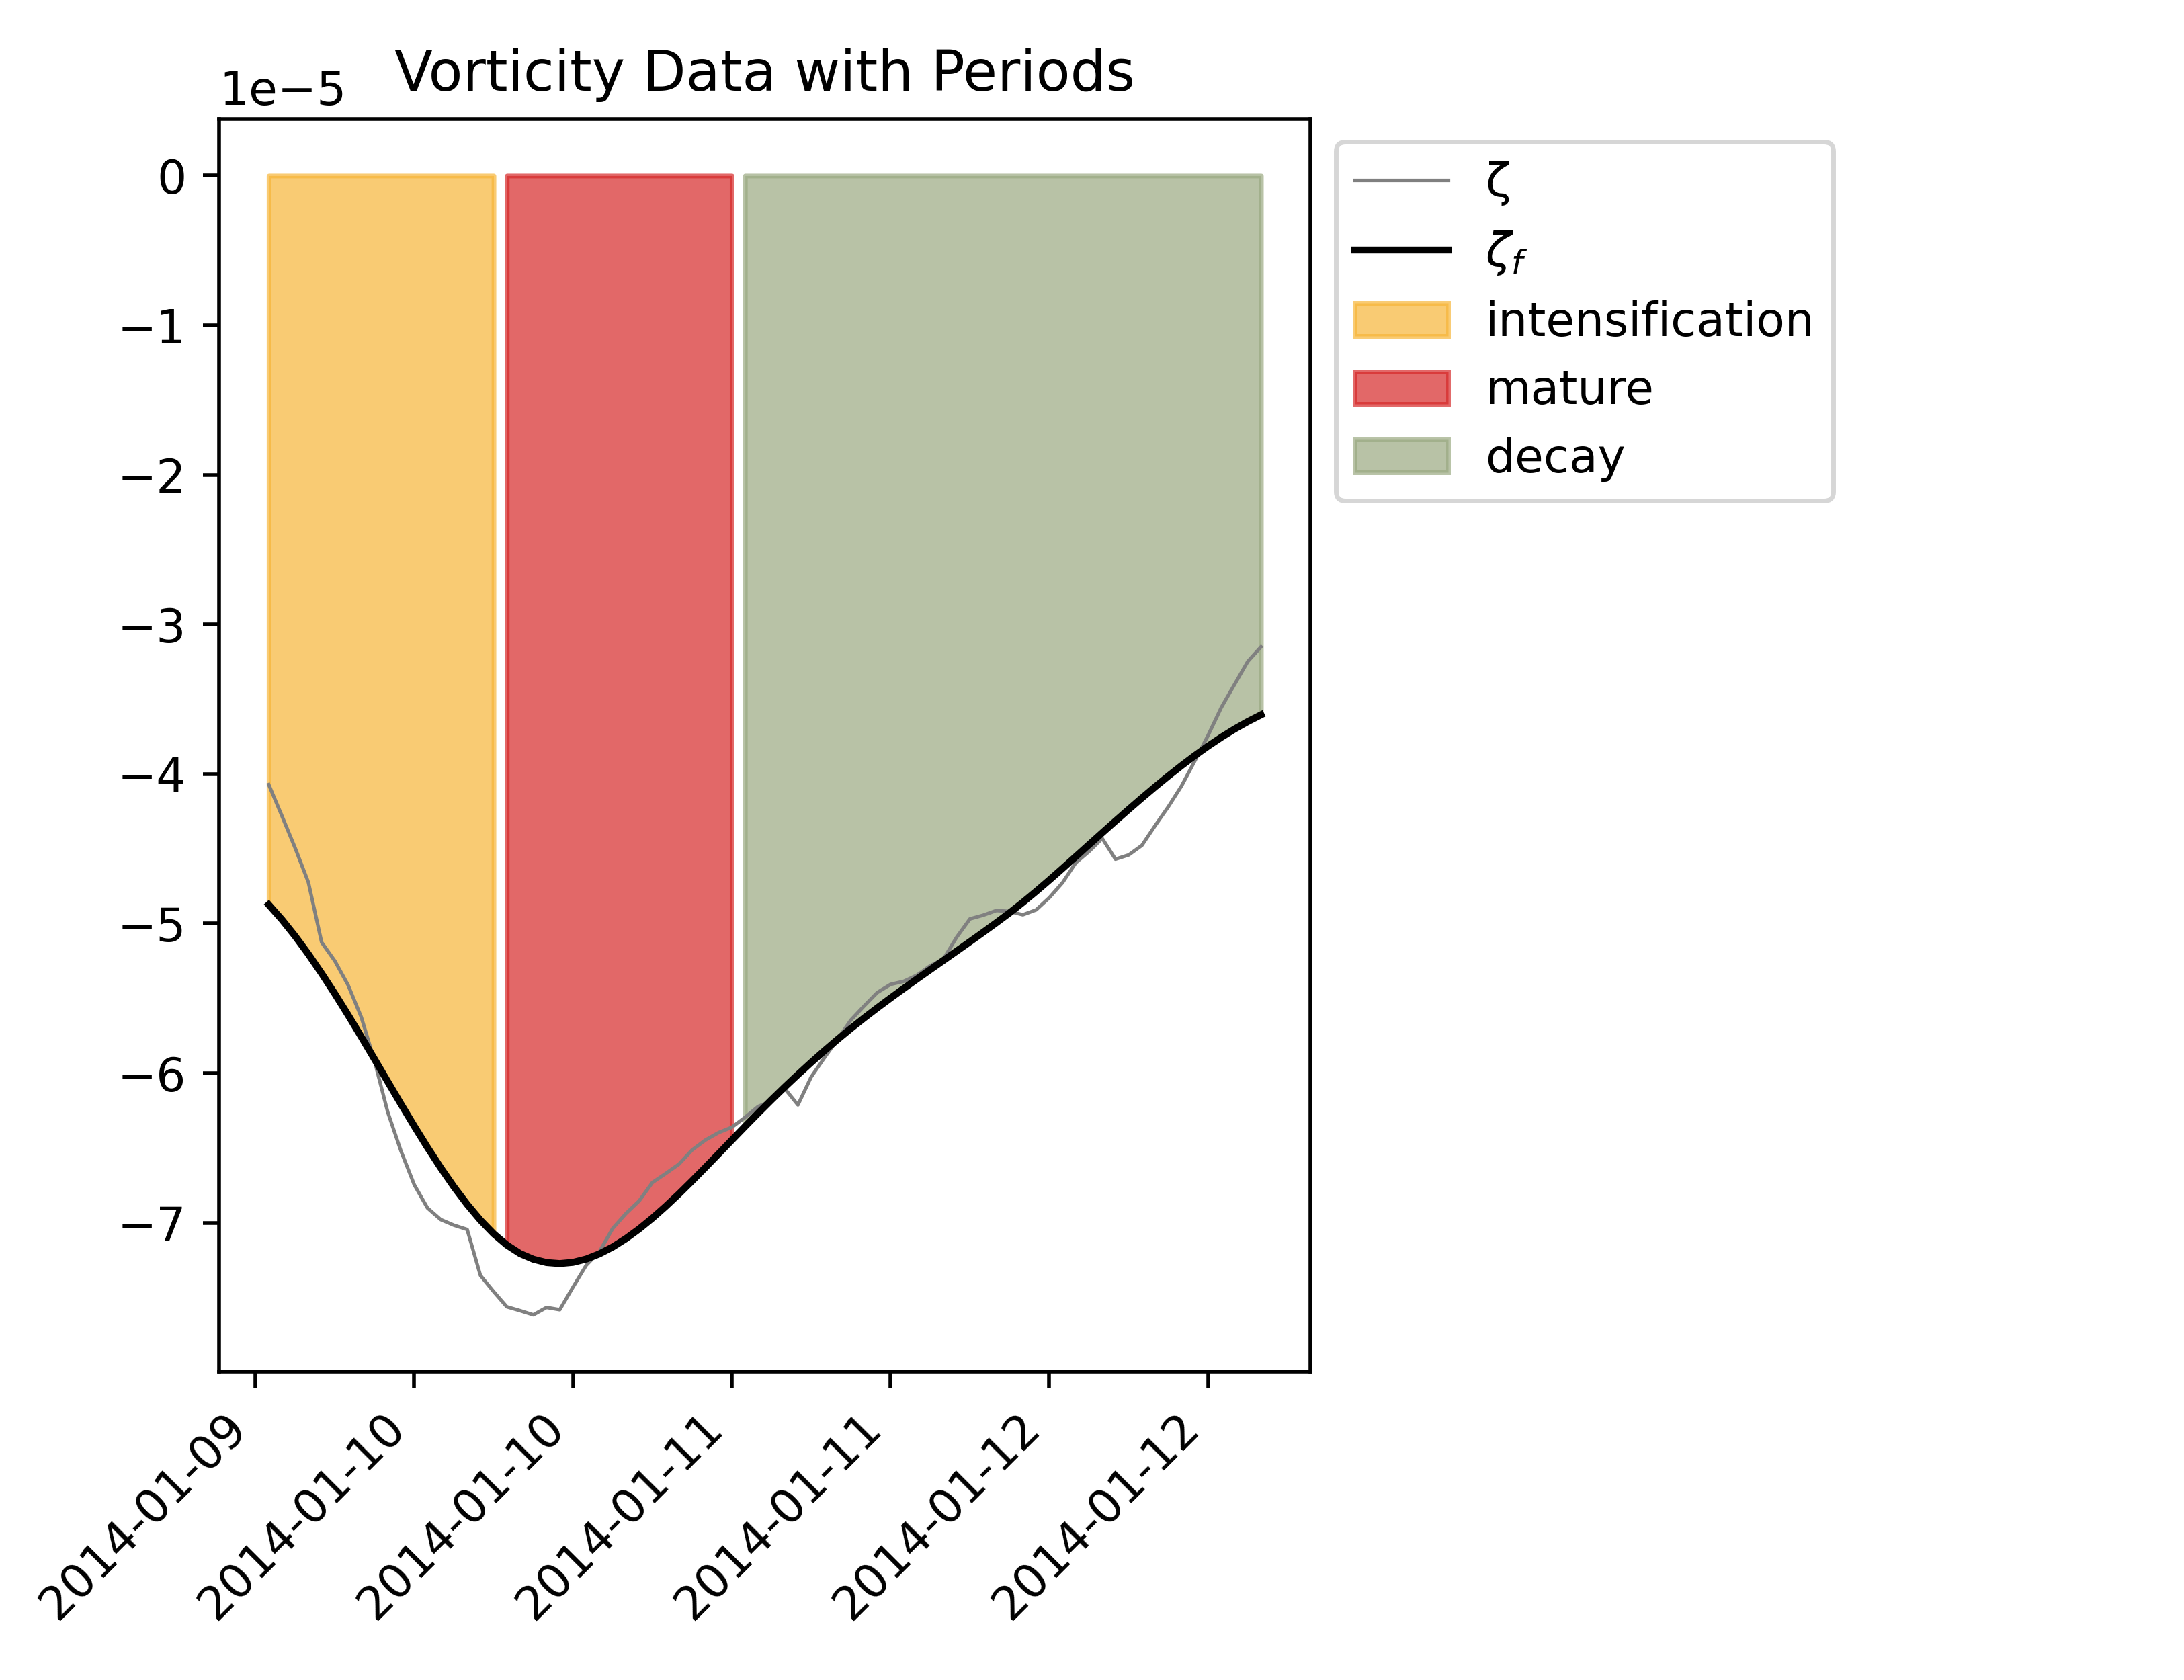 Vorticity Data with Periods
1e−5
0
−1
−2
−3
−4
−5
−6
−7
2014-01-09
2014-01-10
2014-01-10
2014-01-11
2014-01-11
2014-01-12
2014-01-12
ζ
ζf
intensification
mature
decay